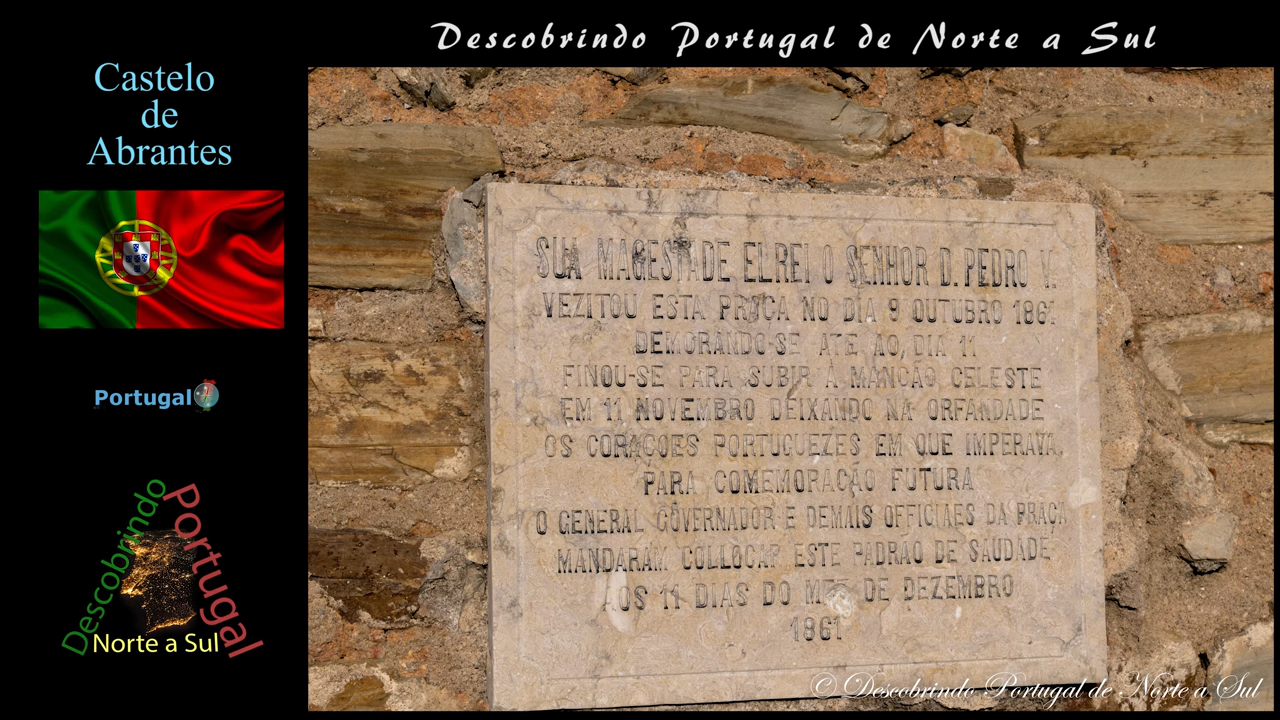 Descobrindo Portugal de Norte a Sul
Castelo
de
Abrantes
Portugal
Descobrindo
Portugal
Norte a Sul
SUA MAGESTADE ELREI O SENHOR D. PEDRO V.
VEZITOU ESTA PRAÇA NO DIA 9 OUTUBRO 1861
DEMORANDO-SE ATE AO, DIA 11
FINOU-SE PARA SUBIR Á MANCÃO CELESTE
EM 11 NOVEMBRO DEIXANDO NA ORFANDADE
OS CORAÇOES PORTUGUEZES EM QUE IMPERAVA.
PARA COMEMORAÇÃO FUTURA
O GENERAL GOVERNADOR E DEMAIS OFFICIAES DA PRAÇA
MANDARAM COLLOCAR ESTE PADRÃO DE SAUDADE
AOS 11 DIAS DO MEZ DE DEZEMBRO
1861
© Descobrindo Portugal de Norte a Sul